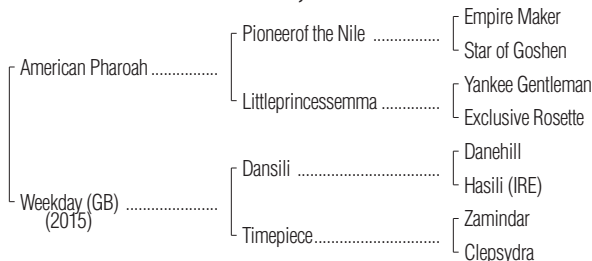 Empire Maker
Pioneerof the Nile ................
Star of Goshen
American Pharoah ................
Yankee Gentleman
Littleprincessemma ..............
Exclusive Rosette
Danehill
Dansili ..................................
Hasili (IRE)
Weekday (GB) ......................
(2015)
Zamindar
Timepiece..............................
Clepsydra